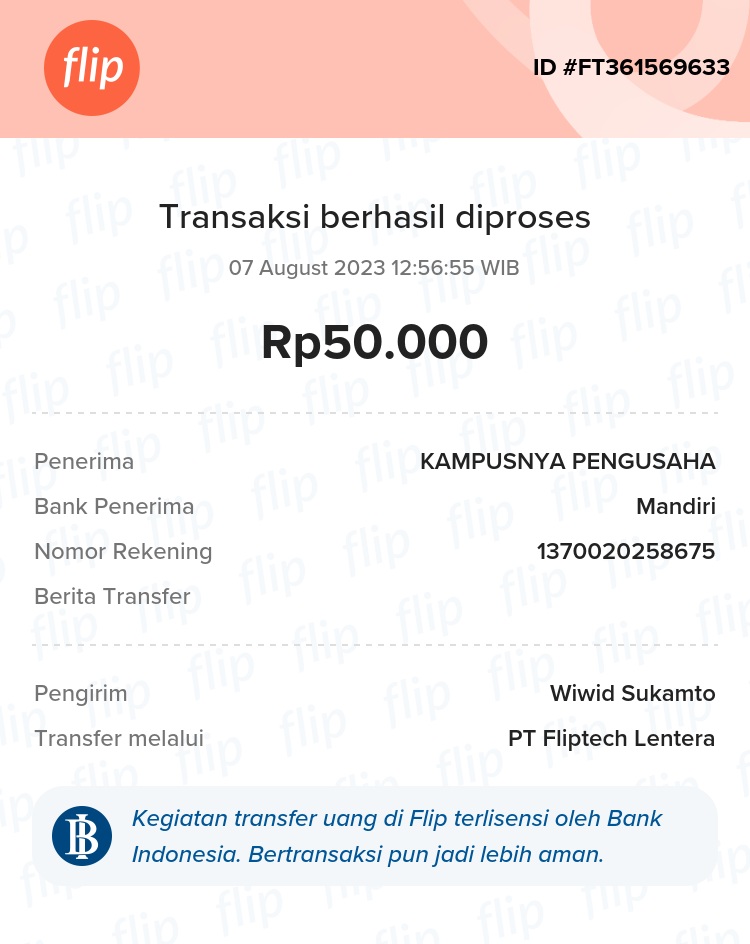 flip
ID #FT361569633
Transaksi berhasil diproses
07 August 2023 12:56:55 WIB
Rp50.000
Penerima KAMPUSNYA PENGUSAHA
Bank Penerima Mandiri
Nomor Rekening 1370020258675
Berita Transfer
Pengirim Wiwid Sukamto
Transfer melalui PT Fliptech Lentera
Kegiatan transfer uang di Flip terlisensi oleh Bank
Indonesia. Bertransaksi pun jadi lebih aman.